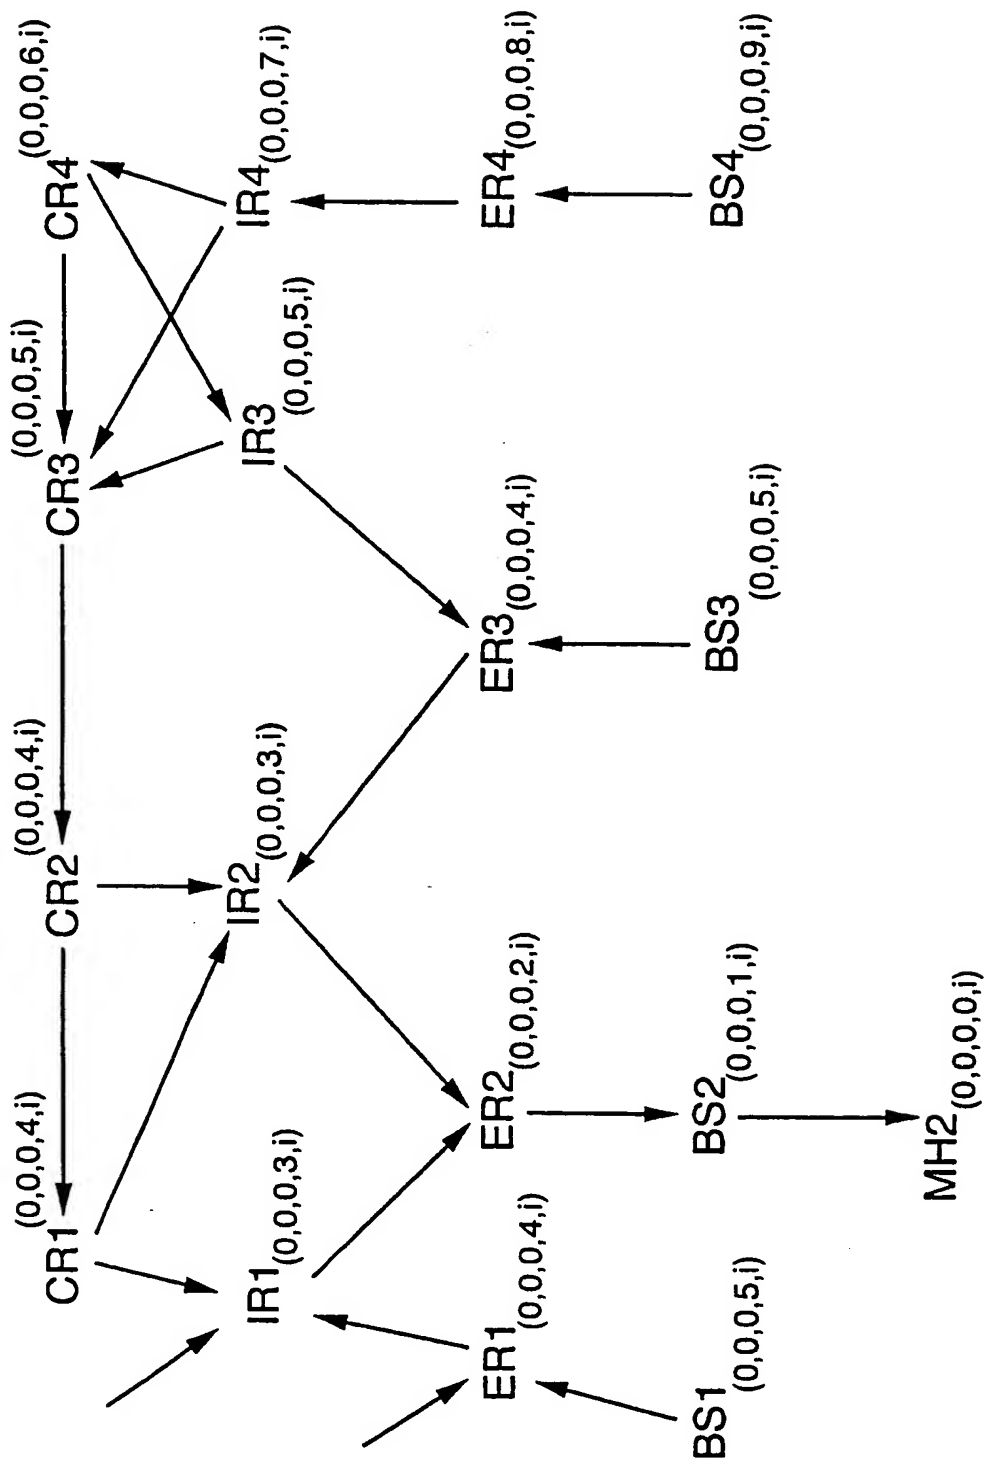 CR1 (0,0,0,4,i)
CR2 (0,0,0,4,i)
CR3 (0,0,0,5,i)
CR4 (0,0,0,6,i)
IR1 (0,0,0,3,i)
IR2 (0,0,0,3,i)
IR3 (0,0,0,5,i)
IR4 (0,0,0,7,i)
ER1 (0,0,0,4,i)
ER2 (0,0,0,2,i)
ER3 (0,0,0,4,i)
ER4 (0,0,0,8,i)
BS1 (0,0,0,5,i)
BS2 (0,0,0,1,i)
BS3 (0,0,0,5,i)
BS4 (0,0,0,9,i)
MH2 (0,0,0,0,i)